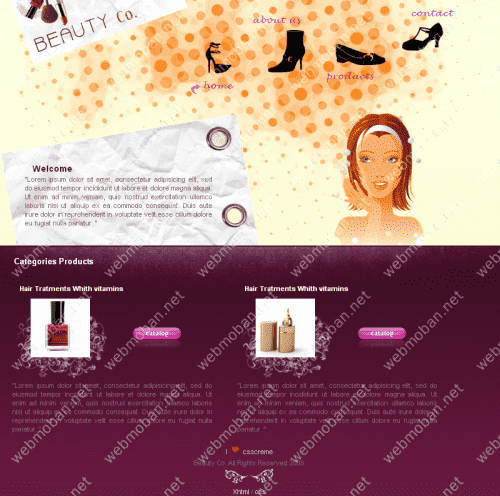 BEAUTY Co.
about us
contact
home
products
Welcome
"Lorem ipsum dolor sit amet, consectetur adipisicing elit, sed
do eiusmod tempor incididunt ut labore et dolore magna aliqua.
Ut enim ad minim veniam, quis nostrud exercitation ullamco
laboris nisi ut aliquip ex ea commodo consequat. Duis aute
irure dolor in reprehenderit in voluptate velit esse cillum dolore
eu fugiat nulla pariatur. "
Categories Products
Hair Tratments Whith vitamins
Hair Tratments Whith vitamins
catalog
catalog
"Lorem ipsum dolor sit amet, consectetur adipisicing elit, sed do
eiusmod tempor incididunt ut labore et dolore magna aliqua. Ut enim
ad minim veniam, quis nostrud exercitation ullamco laboris
nisi ut aliquip ex ea commodo consequat. Duis aute irure dolor in
reprehenderit in voluptate velit esse cillum dolore eu fugiat nulla
pariatur. "
"Lorem ipsum dolor sit amet, consectetur adipisicing elit, sed do
eiusmod tempor incididunt ut labore et dolore magna aliqua. Ut enim
ad minim veniam, quis nostrud exercitation ullamco laboris
nisi ut aliquip ex ea commodo consequat. Duis aute irure dolor in
reprehenderit in voluptate velit esse cillum dolore eu fugiat nulla
pariatur. "
| csscreme
Beauty Co. All Rights Reserved
Xhtml / css
webmoban.net